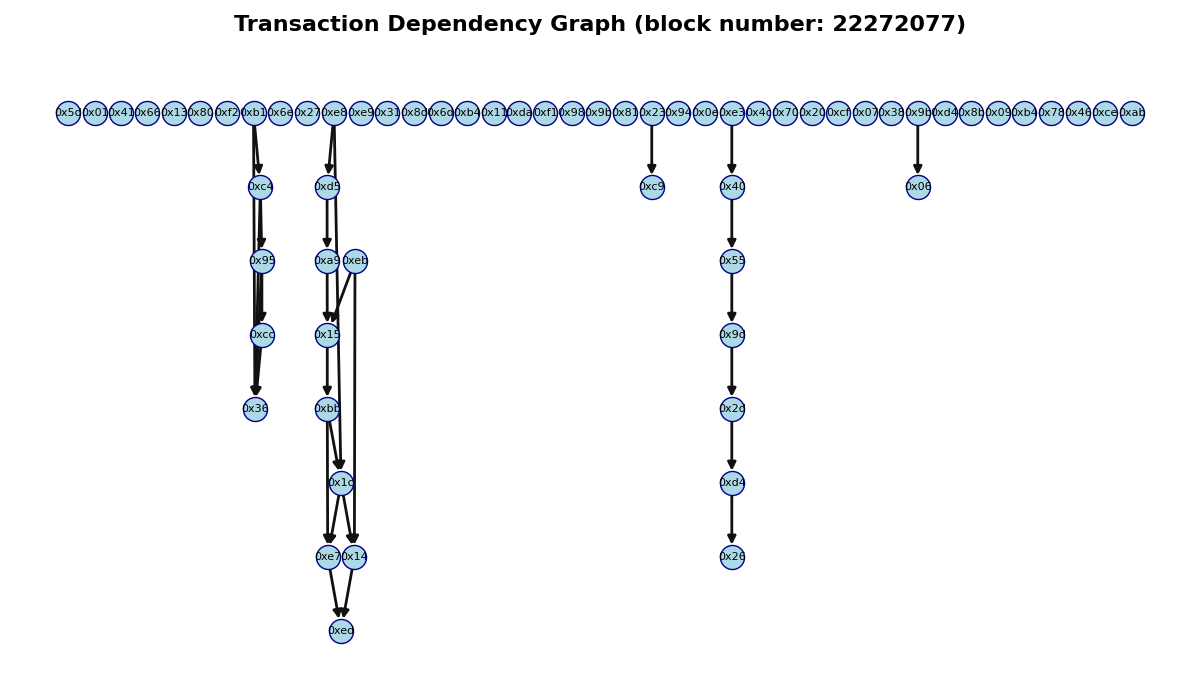 Transaction Dependency Graph (block number: 22272077)
0x5d 0x01 0x41 0x66 0x13 0x80 0xf2 0xb1 0x6e 0x27 0xe8 0xe9 0x31 0x8d 0x6d 0xb4 0x11 0xda 0xf1 0x98 0x9b 0x81 0x23 0x94 0x0e 0xe3 0x4c 0x70 0x20 0xcf 0x07 0x38 0x9b 0xd4 0x8b 0x09 0xb4 0x78 0x46 0xce 0xab
0xc4 0xd5 0xc9 0x40 0x06
0x95 0xa9 0xeb 0x55
0xcc 0x15 0x9d
0x36 0xbb 0x2d
0xd4
0xe7 0x14 0x26